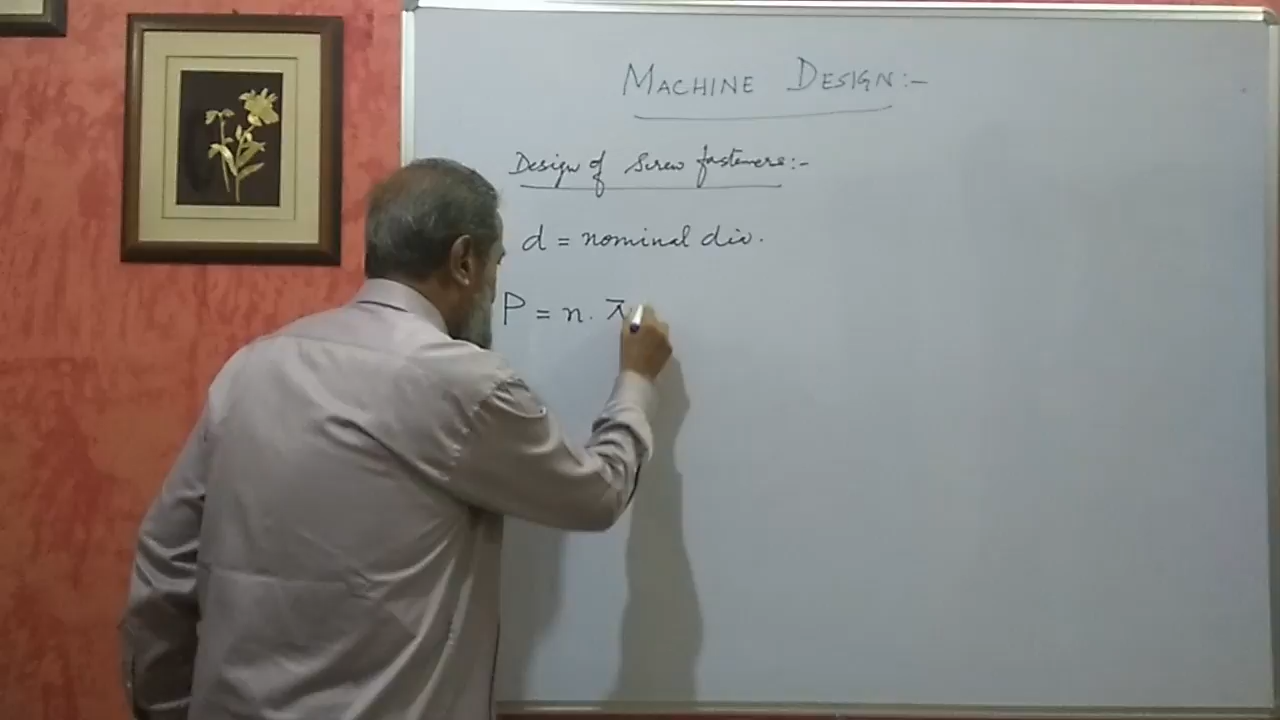 MACHINE DESIGN:-
Design of Screw fasteners:-
d = nominal dia.
P = n. π